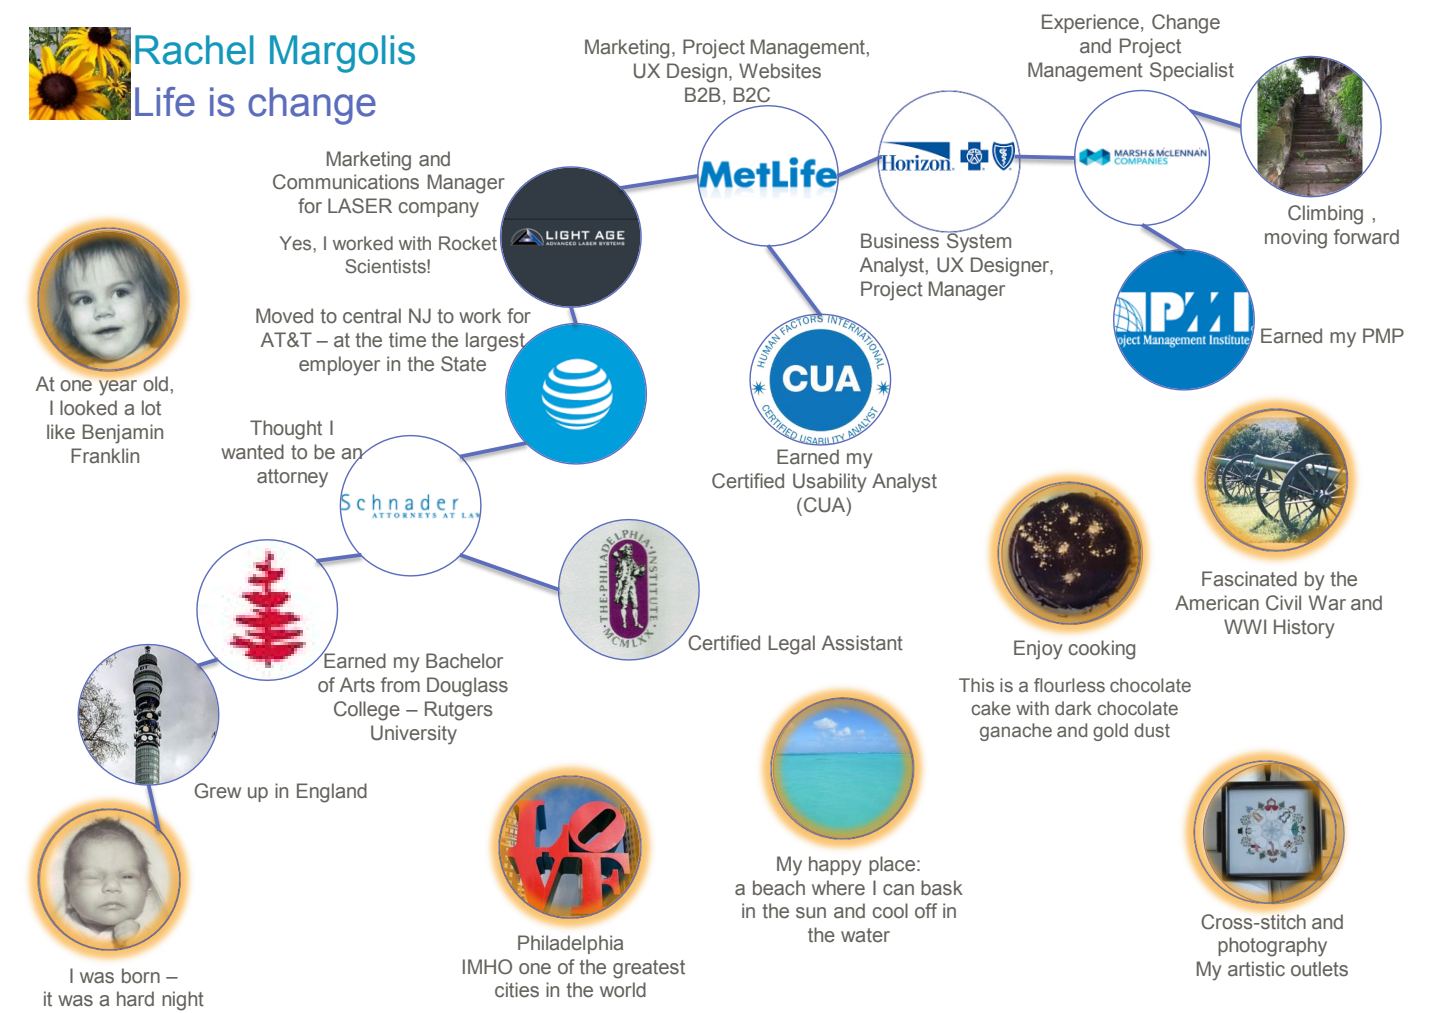 Rachel Margolis
Life is change
Marketing, Project Management,
UX Design, Websites
B2B, B2C
Experience, Change
and Project
Management Specialist
Marketing and
Communications Manager
for LASER company
Yes, I worked with Rocket
Scientists!
LIGHT AGE
ADVANCED LASER SYSTEMS
MetLife
Horizon
MARSH & McLENNAN
COMPANIES
Climbing ,
moving forward
Business System
Analyst, UX Designer,
Project Manager
PMI
Project Management Institute
Earned my PMP
Moved to central NJ to work for
AT&T – at the time the largest
employer in the State
HUMAN FACTORS INTERNATIONAL
CUA
CERTIFIED USABILITY ANALYST
Earned my
Certified Usability Analyst
(CUA)
At one year old,
I looked a lot
like Benjamin
Franklin
Thought I
wanted to be an
attorney
Schnader
ATTORNEYS AT LAW
THE·PHILADELPHIA·INSTITUTE·
MCMLXX
Certified Legal Assistant
Earned my Bachelor
of Arts from Douglass
College – Rutgers
University
Grew up in England
I was born –
it was a hard night
LOVE
Philadelphia
IMHO one of the greatest
cities in the world
My happy place:
a beach where I can bask
in the sun and cool off in
the water
Enjoy cooking
This is a flourless chocolate
cake with dark chocolate
ganache and gold dust
Fascinated by the
American Civil War and
WWI History
Cross-stitch and
photography
My artistic outlets